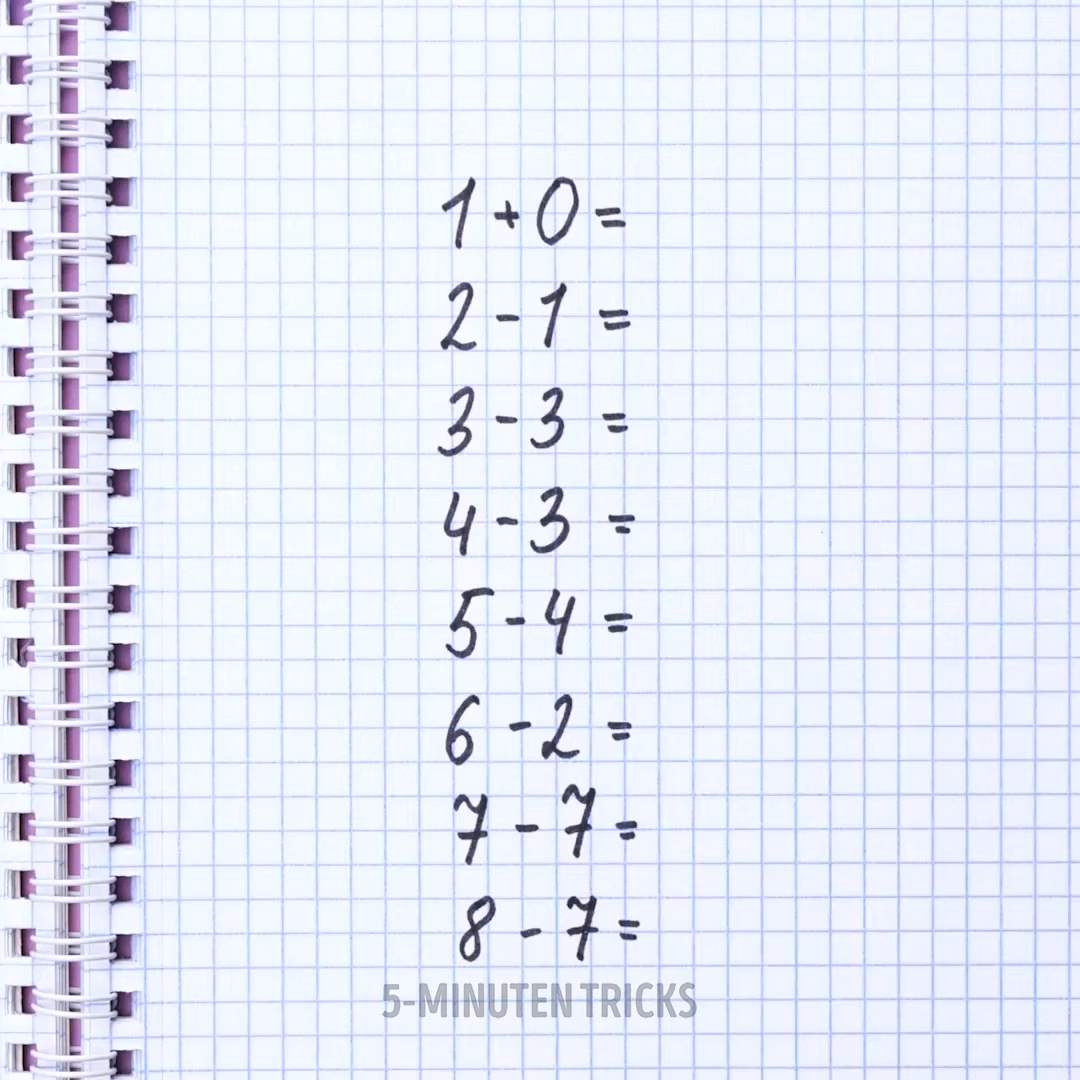 1 + 0 =
2 - 1 =
3 - 3 =
4 - 3 =
5 - 4 =
6 - 2 =
7 - 7 =
8 - 7 =
5-MINUTEN TRICKS